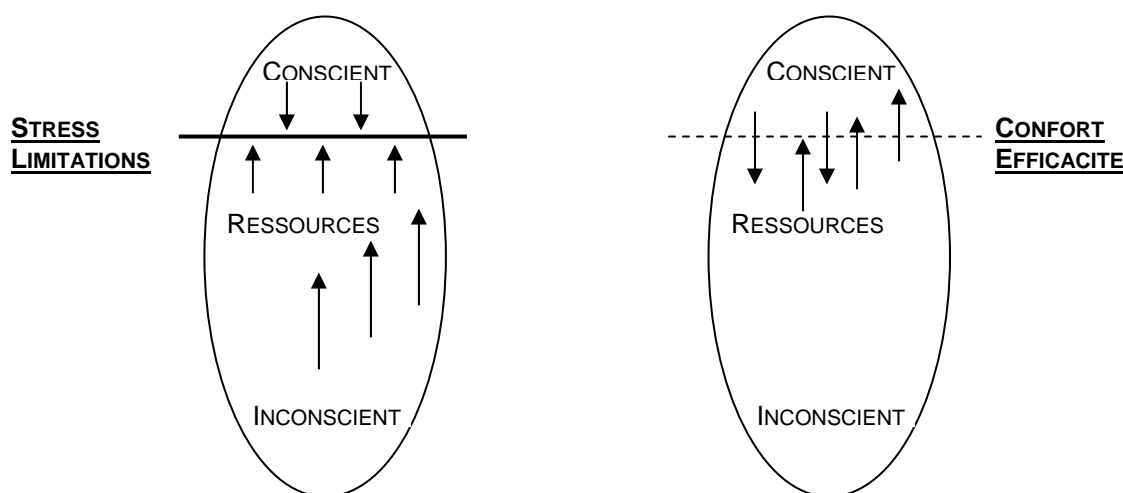 CONSCIENT
CONSCIENT
STRESS
LIMITATIONS
CONFORT
EFFICACITE
RESSOURCES
RESSOURCES
INCONSCIENT
INCONSCIENT